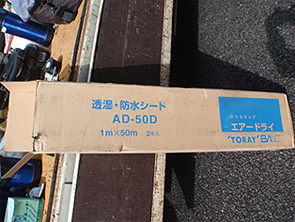 透湿・防水シート
AD-50D
1m×50m 2本入
ハウスラップ
エアードライ
'TORAY'